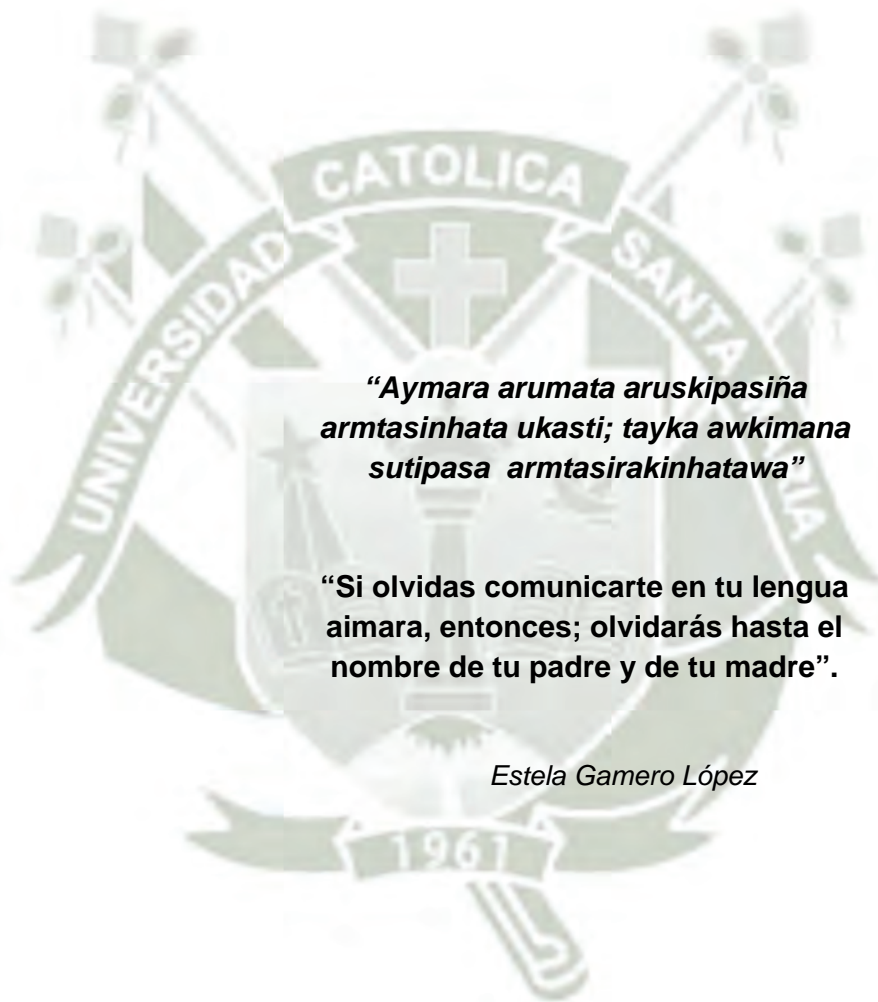 UNIVERSIDAD CATOLICA SANTA MARIA
“Aymara arumata aruskipasiña
armtasinhata ukasti; tayka awkimana
sutipasa armtasirakinhatawa”
“Si olvidas comunicarte en tu lengua
aimara, entonces; olvidarás hasta el
nombre de tu padre y de tu madre”.
Estela Gamero López
1961